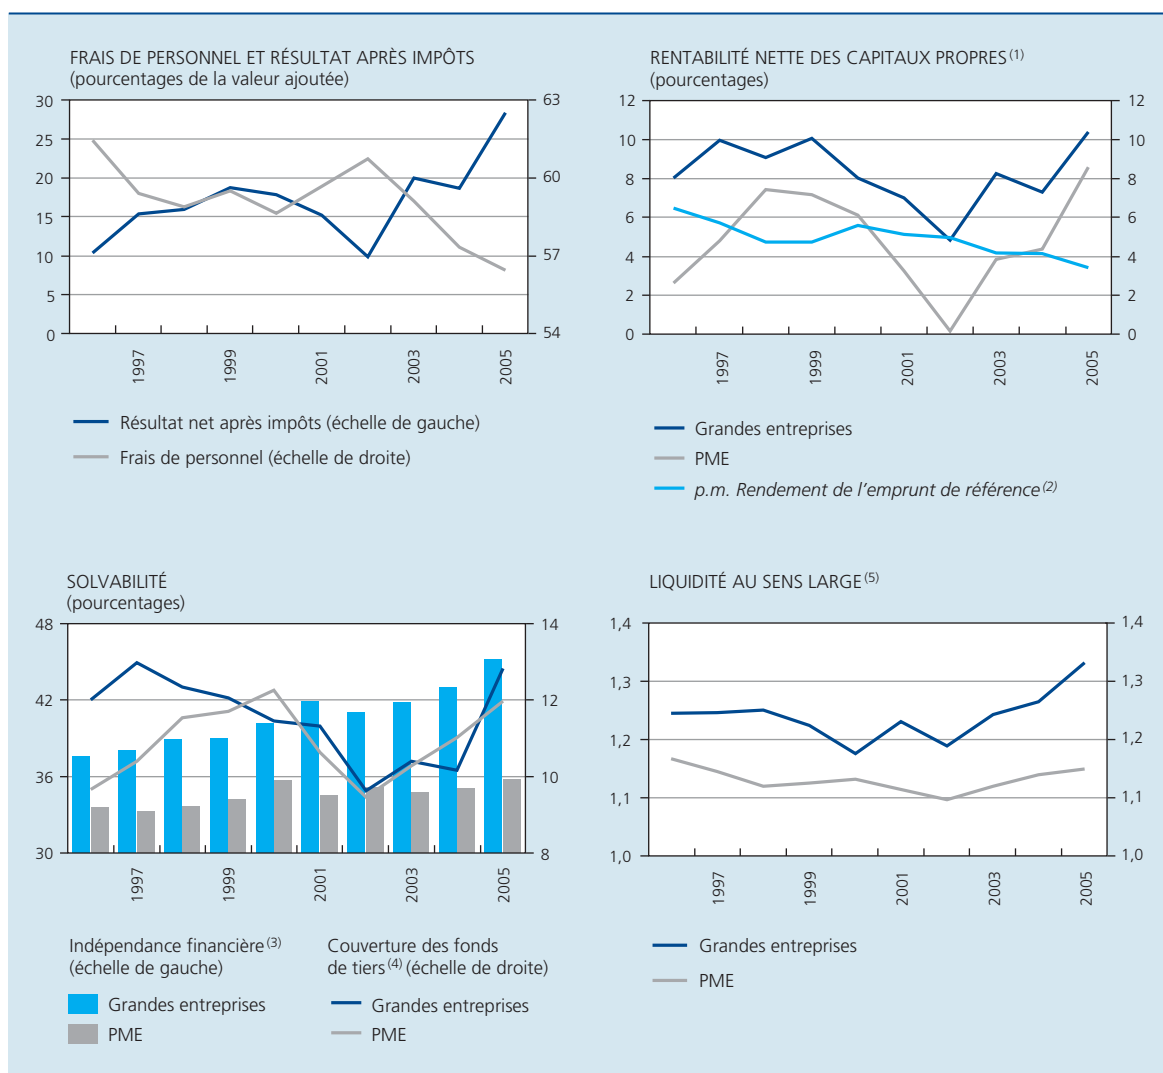 FRAIS DE PERSONNEL ET RÉSULTAT APRÈS IMPÔTS
(pourcentages de la valeur ajoutée)
30
25
20
15
10
5
0
63
60
57
54
1997
1999
2001
2003
2005
Résultat net après impôts (échelle de gauche)
Frais de personnel (échelle de droite)
RENTABILITÉ NETTE DES CAPITAUX PROPRES (1)
(pourcentages)
12
10
8
6
4
2
0
12
10
8
6
4
2
0
1997
1999
2001
2003
2005
Grandes entreprises
PME
p.m. Rendement de l'emprunt de référence (2)
SOLVABILITÉ
(pourcentages)
48
42
36
30
14
12
10
8
1997
1999
2001
2003
2005
Indépendance financière (3)
(échelle de gauche)
Grandes entreprises
PME
Couverture des fonds
de tiers (4) (échelle de droite)
Grandes entreprises
PME
LIQUIDITÉ AU SENS LARGE (5)
1,4
1,3
1,2
1,1
1,0
1,4
1,3
1,2
1,1
1,0
1997
1999
2001
2003
2005
Grandes entreprises
PME